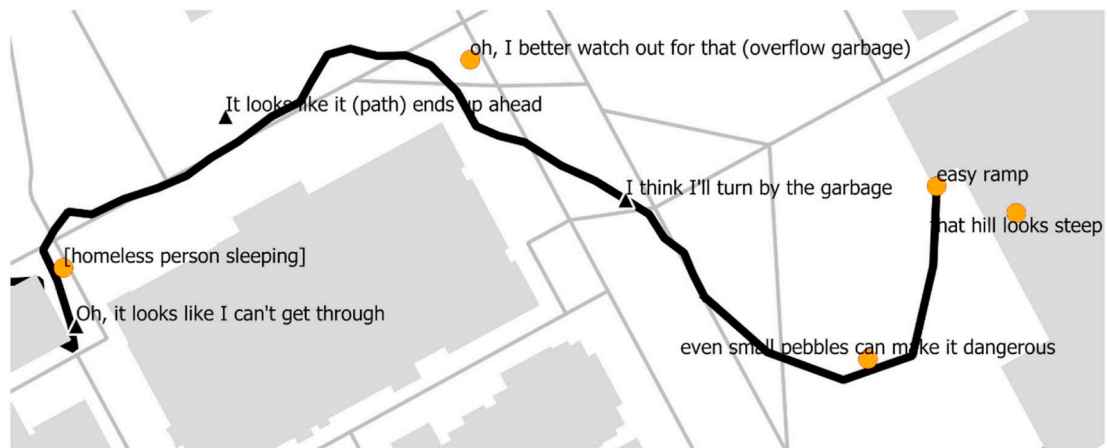 oh, I better watch out for that (overflow garbage)
It looks like it (path) ends up ahead
easy ramp
I think I'll turn by the garbage
that hill looks steep
[homeless person sleeping]
Oh, it looks like I can't get through
even small pebbles can make it dangerous